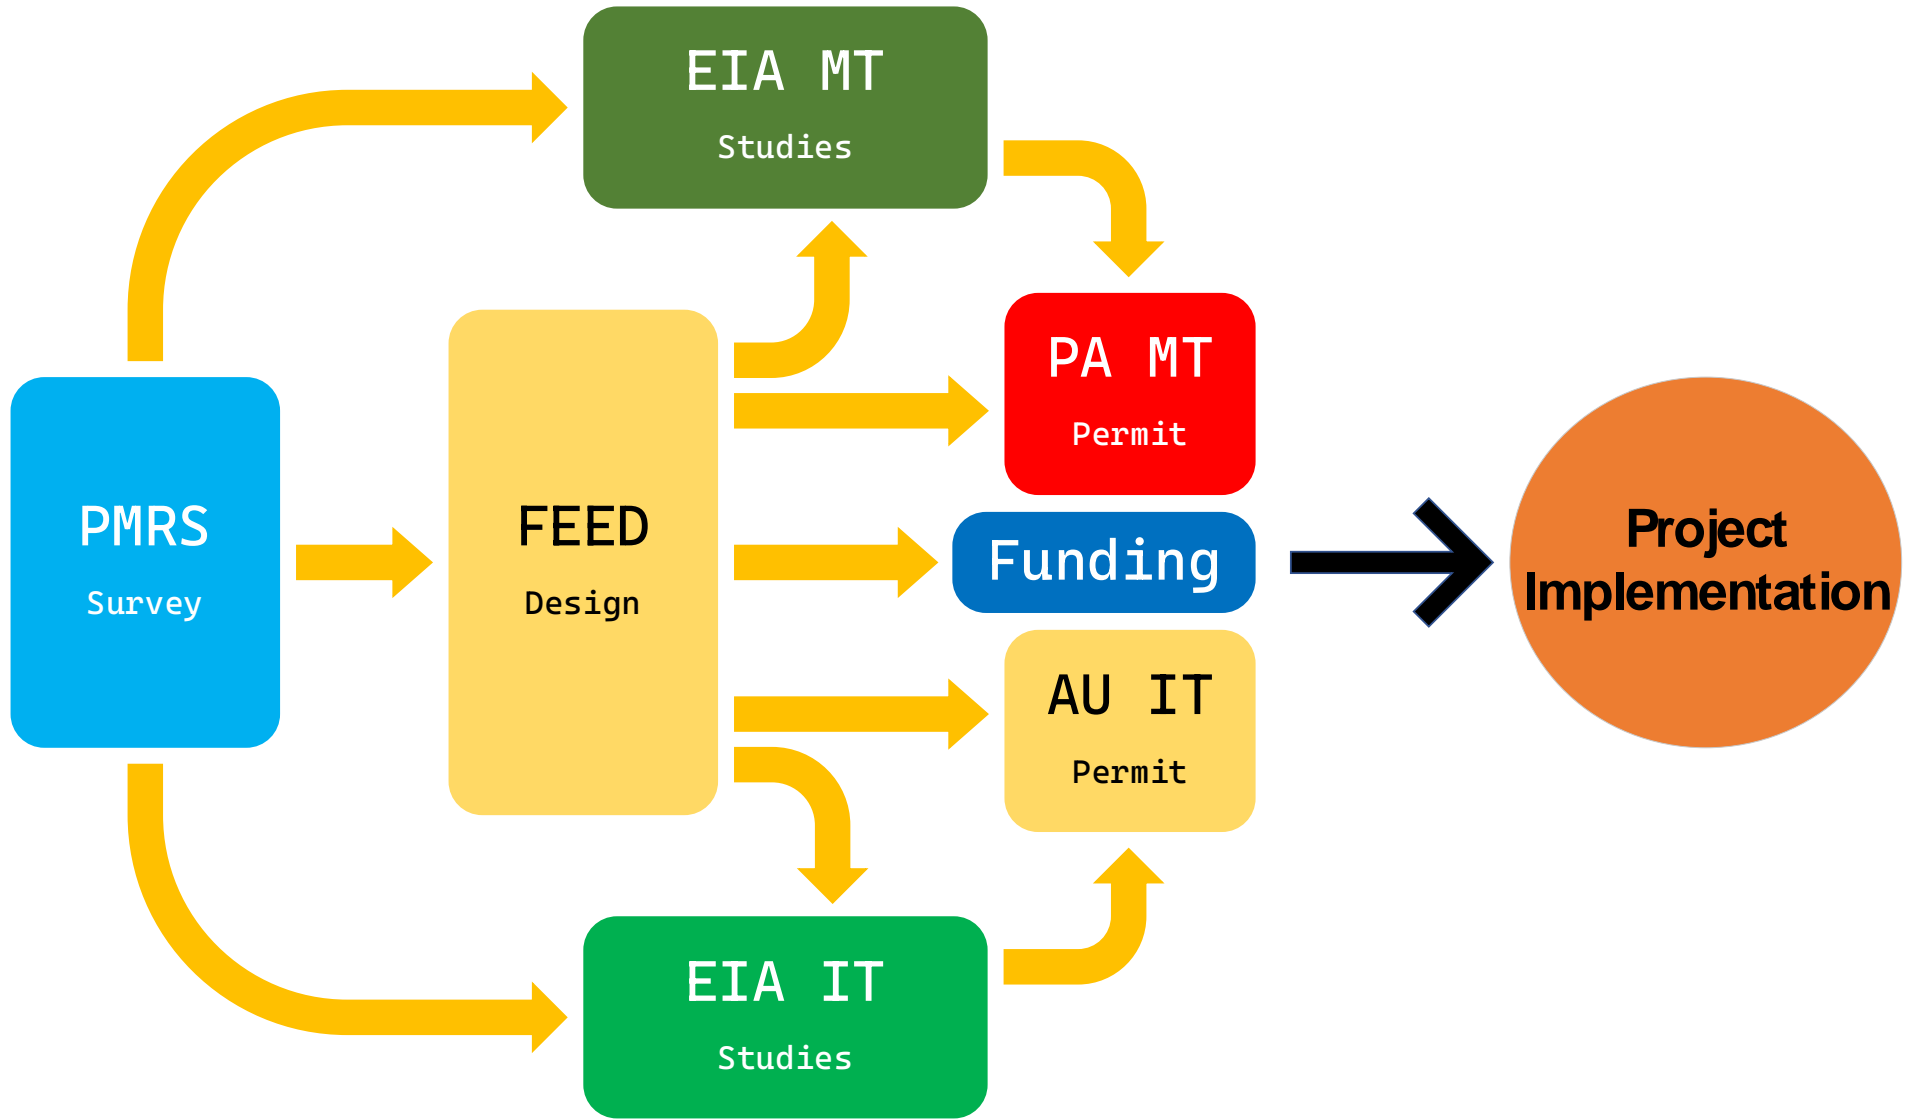 EIA MT
Studies
PMRS
Survey
FEED
Design
PA MT
Permit
Funding
AU IT
Permit
EIA IT
Studies
Project
Implementation